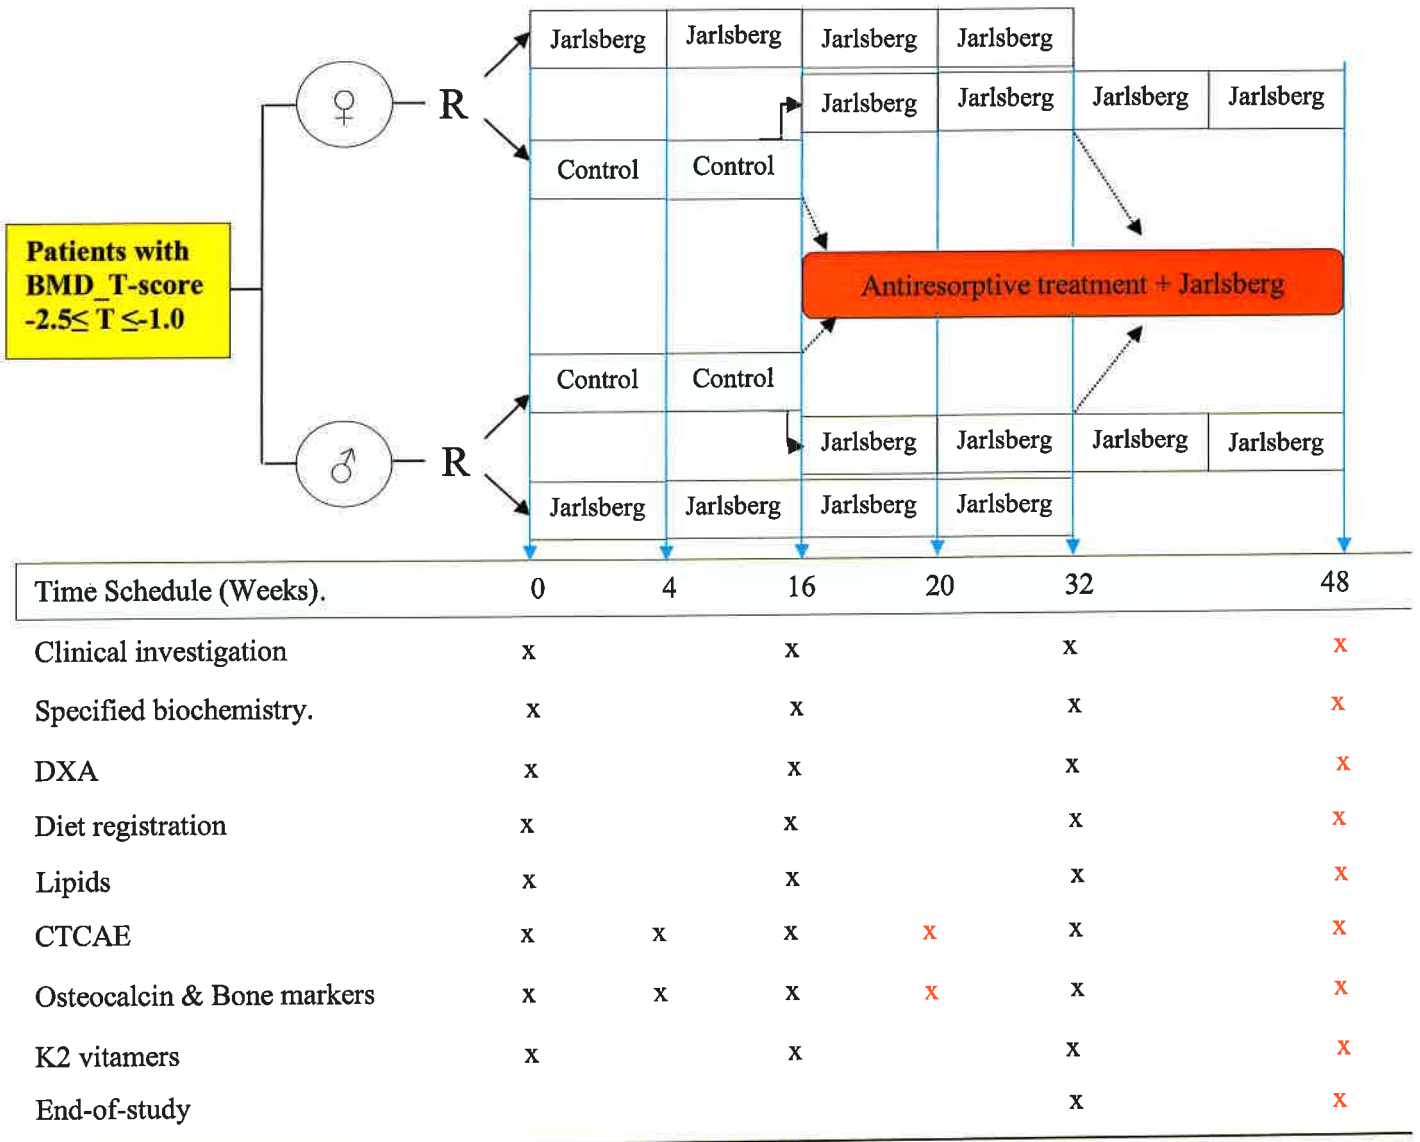 Jarlsberg Jarlsberg Jarlsberg Jarlsberg
♀ R Jarlsberg Jarlsberg Jarlsberg Jarlsberg
Control Control
Patients with
BMD_T-score
-2.5≤ T ≤-1.0
Antiresorptive treatment + Jarlsberg
Control Control
♂ R Jarlsberg Jarlsberg Jarlsberg Jarlsberg
Jarlsberg Jarlsberg Jarlsberg Jarlsberg
Time Schedule (Weeks). 0 4 16 20 32 48
Clinical investigation x x x x
Specified biochemistry. x x x x
DXA x x x x
Diet registration x x x x
Lipids x x x x
CTCAE x x x x x x
Osteocalcin & Bone markers x x x x x x
K2 vitamers x x x x
End-of-study x x